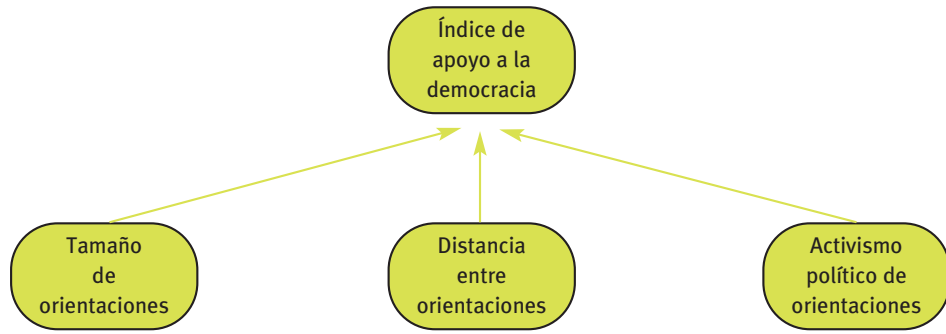 Índice de
apoyo a la
democracia
Tamaño
de
orientaciones
Distancia
entre
orientaciones
Activismo
político de
orientaciones